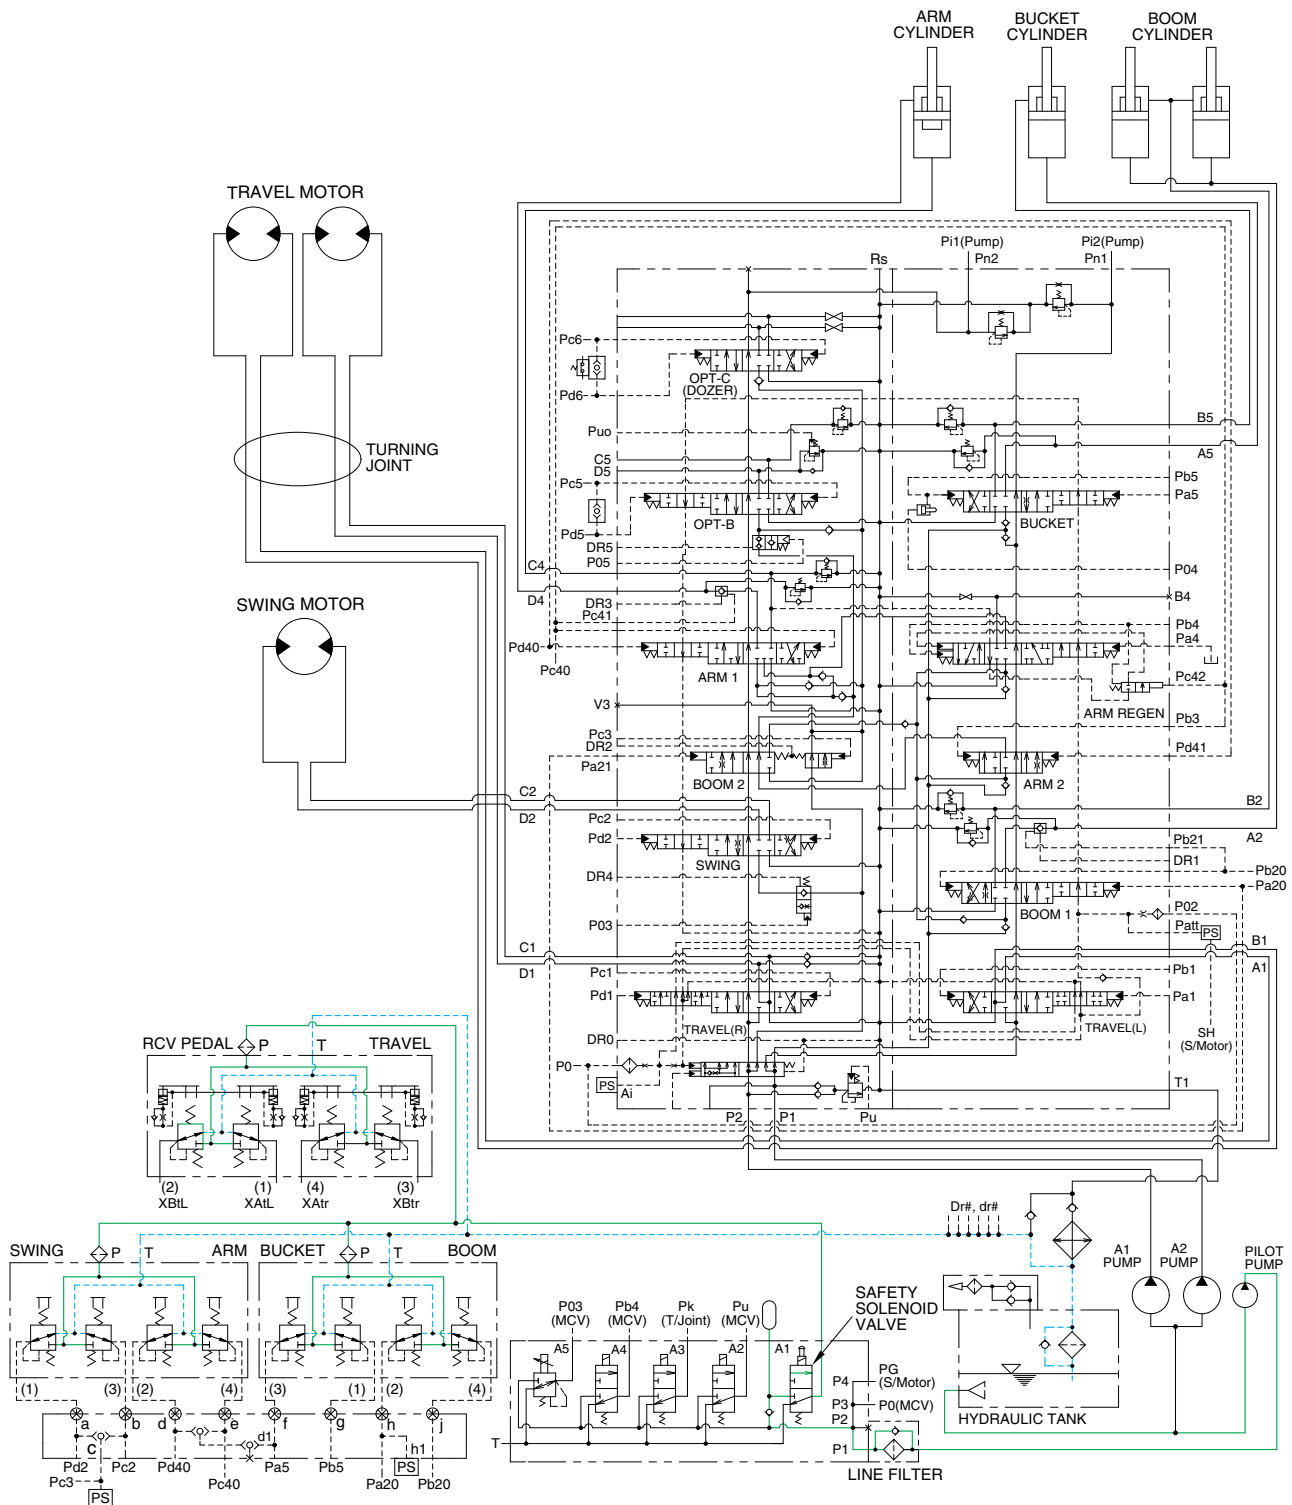 ARM
CYLINDER
BUCKET
CYLINDER
BOOM
CYLINDER
TRAVEL MOTOR
TURNING
JOINT
SWING MOTOR
Pi1(Pump)
Pi2(Pump)
Rs
Pn2
Pn1
Pc6
OPT-C
(DOZER)
Pd6
B5
Puo
A5
C5
D5
Pb5
Pc5
Pa5
OPT-B
BUCKET
Pd5
DR5
P05
C4
P04
D4
DR3
B4
Pc41
Pb4
Pd40
Pa4
Pc40
ARM 1
Pc42
V3
ARM REGEN
Pb3
Pc3
DR2
Pd41
Pa21
BOOM 2
ARM 2
C2
B2
D2
Pc2
Pd2
Pb21
A2
SWING
DR1
DR4
Pb20
Pa20
BOOM 1
P02
P03
Patt
PS
C1
B1
D1
Pc1
Pb1
A1
Pd1
Pa1
TRAVEL(R)
TRAVEL(L)
SH
(S/Motor)
DR0
RCV PEDAL
P
T
TRAVEL
P0
PS
Ai
T1
P2
P1
Pu
(2)
(1)
(4)
(3)
XBtL
XAtL
XAtr
XBtr
Dr#, dr#
SWING
P
T
ARM
BUCKET
P
T
BOOM
A1
PUMP
A2
PUMP
PILOT
PUMP
SAFETY
SOLENOID
VALVE
P03
(MCV)
Pb4
(MCV)
Pk
(T/Joint)
Pu
(MCV)
A5
A4
A3
A2
A1
PG
(S/Motor)
P4
P3
P0(MCV)
P2
P1
T
LINE FILTER
HYDRAULIC TANK
(1)
(3)
(2)
(4)
(3)
(1)
(2)
(4)
a
b
d
e
f
g
h
j
c
d1
h1
Pd2
Pc2
Pd40
Pa5
Pb5
PS
Pc3
Pc40
Pa20
Pb20
PS